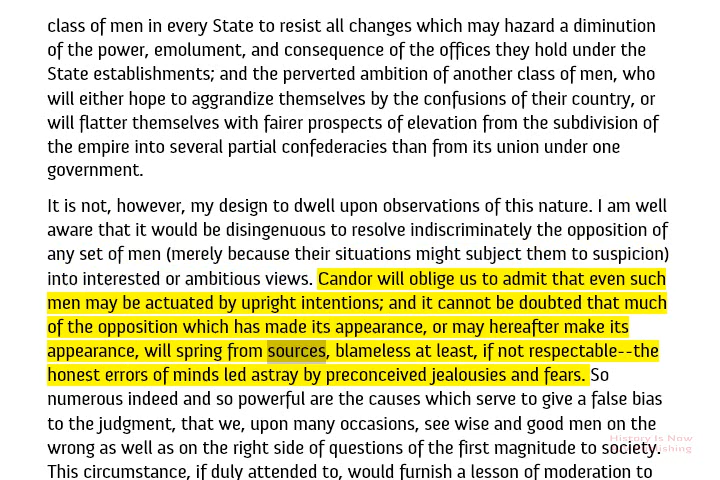 class of men in every State to resist all changes which may hazard a diminution
of the power, emolument, and consequence of the offices they hold under the
State establishments; and the perverted ambition of another class of men, who
will either hope to aggrandize themselves by the confusions of their country, or
will flatter themselves with fairer prospects of elevation from the subdivision of
the empire into several partial confederacies than from its union under one
government.
It is not, however, my design to dwell upon observations of this nature. I am well
aware that it would be disingenuous to resolve indiscriminately the opposition of
any set of men (merely because their situations might subject them to suspicion)
into interested or ambitious views. Candor will oblige us to admit that even such
men may be actuated by upright intentions; and it cannot be doubted that much
of the opposition which has made its appearance, or may hereafter make its
appearance, will spring from sources, blameless at least, if not respectable--the
honest errors of minds led astray by preconceived jealousies and fears. So
numerous indeed and so powerful are the causes which serve to give a false bias
to the judgment, that we, upon many occasions, see wise and good men on the
wrong as well as on the right side of questions of the first magnitude to society.
This circumstance, if duly attended to, would furnish a lesson of moderation to
History Is Now